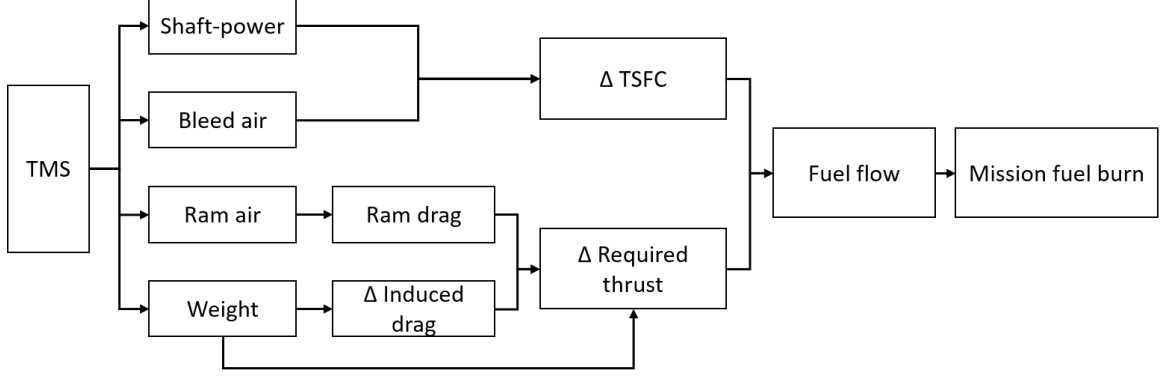 Shaft-power
Δ TSFC
Bleed air
TMS
Fuel flow
Mission fuel burn
Ram air
Ram drag
Δ Required
thrust
Weight
Δ Induced
drag